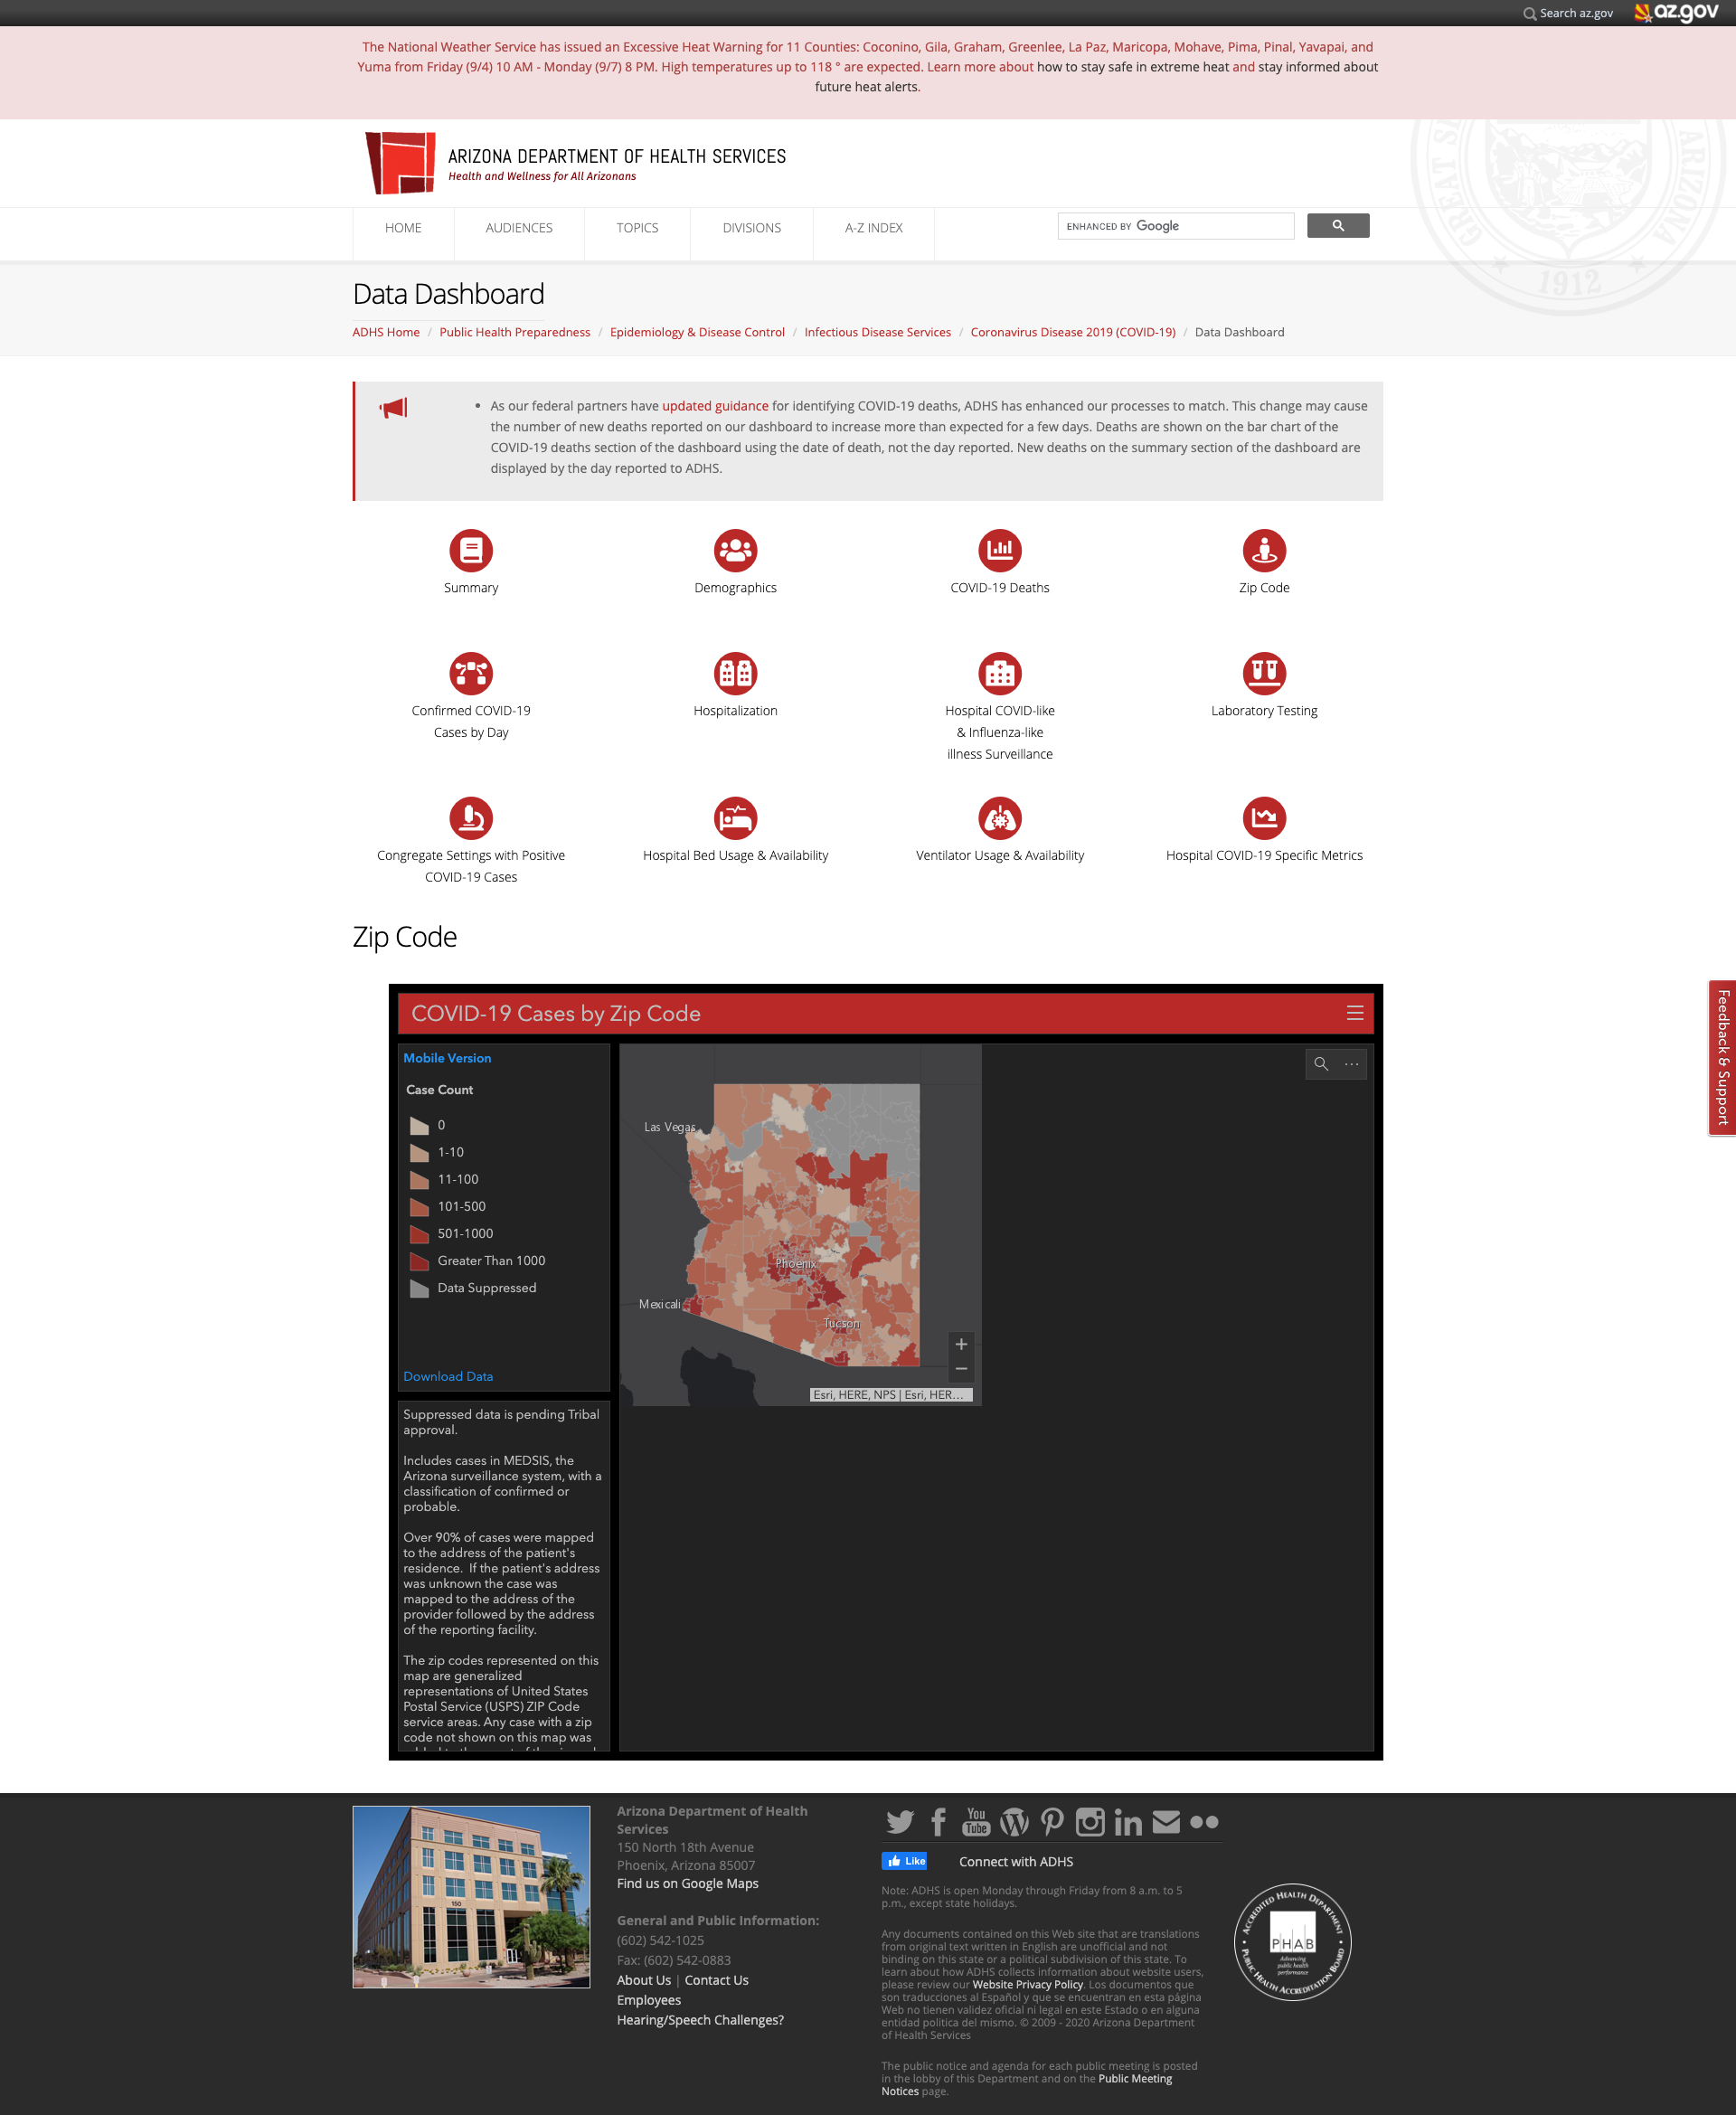 Search az.gov
az.gov
The National Weather Service has issued an Excessive Heat Warning for 11 Counties: Coconino, Gila, Graham, Greenlee, La Paz, Maricopa, Mohave, Pima, Pinal, Yavapai, and
Yuma from Friday (9/4) 10 AM - Monday (9/7) 8 PM. High temperatures up to 118 ° are expected. Learn more about how to stay safe in extreme heat and stay informed about
future heat alerts.
ARIZONA DEPARTMENT OF HEALTH SERVICES
Health and Wellness for All Arizonans
GREAT ARIZONA 1912
HOME
AUDIENCES
TOPICS
DIVISIONS
A-Z INDEX
ENHANCED BY Google
Data Dashboard
ADHS Home / Public Health Preparedness / Epidemiology & Disease Control / Infectious Disease Services / Coronavirus Disease 2019 (COVID-19) / Data Dashboard
• As our federal partners have updated guidance for identifying COVID-19 deaths, ADHS has enhanced our processes to match. This change may cause
the number of new deaths reported on our dashboard to increase more than expected for a few days. Deaths are shown on the bar chart of the
COVID-19 deaths section of the dashboard using the date of death, not the day reported. New deaths on the summary section of the dashboard are
displayed by the day reported to ADHS.
Summary
Demographics
COVID-19 Deaths
Zip Code
Confirmed COVID-19
Cases by Day
Hospitalization
Hospital COVID-like
& Influenza-like
illness Surveillance
Laboratory Testing
Congregate Settings with Positive
COVID-19 Cases
Hospital Bed Usage & Availability
Ventilator Usage & Availability
Hospital COVID-19 Specific Metrics
Zip Code
Feedback & Support
COVID-19 Cases by Zip Code
Mobile Version
Case Count
0
1-10
11-100
101-500
501-1000
Greater Than 1000
Data Suppressed
Download Data
Las Vegas
Phoenix
Mexicali
Tucson
+
−
Esri, HERE, NPS | Esri, HER...
Suppressed data is pending Tribal
approval.
Includes cases in MEDSIS, the
Arizona surveillance system, with a
classification of confirmed or
probable.
Over 90% of cases were mapped
to the address of the patient's
residence. If the patient's address
was unknown the case was
mapped to the address of the
provider followed by the address
of the reporting facility.
The zip codes represented on this
map are generalized
representations of United States
Postal Service (USPS) ZIP Code
service areas. Any case with a zip
code not shown on this map was
150
Arizona Department of Health
Services
150 North 18th Avenue
Phoenix, Arizona 85007
Find us on Google Maps
General and Public Information:
(602) 542-1025
Fax: (602) 542-0883
About Us | Contact Us
Employees
Hearing/Speech Challenges?
You
Tube
Like
Connect with ADHS
Note: ADHS is open Monday through Friday from 8 a.m. to 5
p.m., except state holidays.
Any documents contained on this Web site that are translations
from original text written in English are unofficial and not
binding on this state or a political subdivision of this state. To
learn about how ADHS collects information about website users,
please review our Website Privacy Policy. Los documentos que
son traducciones al Español y que se encuentran en esta página
Web no tienen validez oficial ni legal en este Estado o en alguna
entidad politica del mismo. © 2009 - 2020 Arizona Department
of Health Services
The public notice and agenda for each public meeting is posted
in the lobby of this Department and on the Public Meeting
Notices page.
ACCREDITED HEALTH DEPARTMENT
PHAB
Advancing
public health
performance
PUBLIC HEALTH ACCREDITATION BOARD